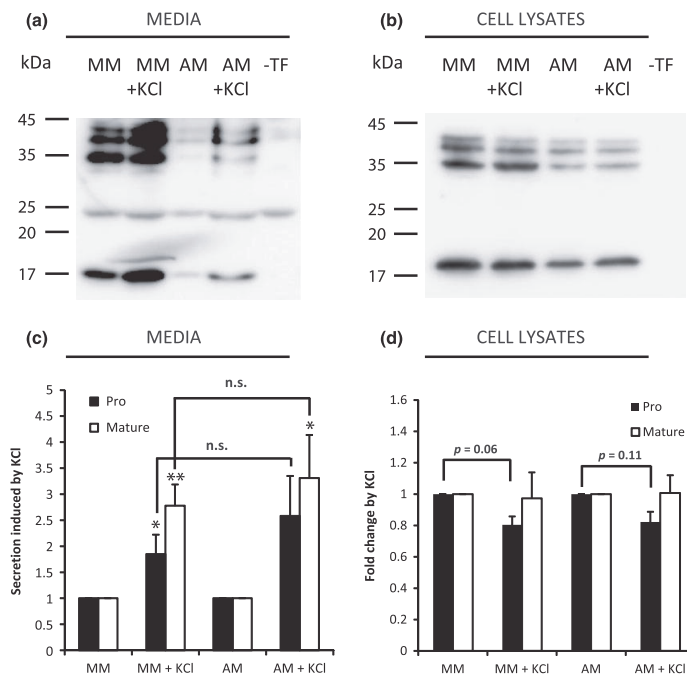 (a)
MEDIA
kDa
MM MM AM AM -TF
+KCl +KCl
45
35
25
20
17
(b)
CELL LYSATES
kDa
MM MM AM AM -TF
+KCl +KCl
45
35
25
20
17
(c)
MEDIA
Secretion induced by KCl
5
4.5
4
3.5
3
2.5
2
1.5
1
0.5
0
Pro
Mature
n.s.
n.s.
*
**
*
MM MM + KCl AM AM + KCl
(d)
CELL LYSATES
Fold change by KCl
1.6
1.4
1.2
1
0.8
0.6
0.4
0.2
0
Pro
Mature
p = 0.06
p = 0.11
MM MM + KCl AM AM + KCl